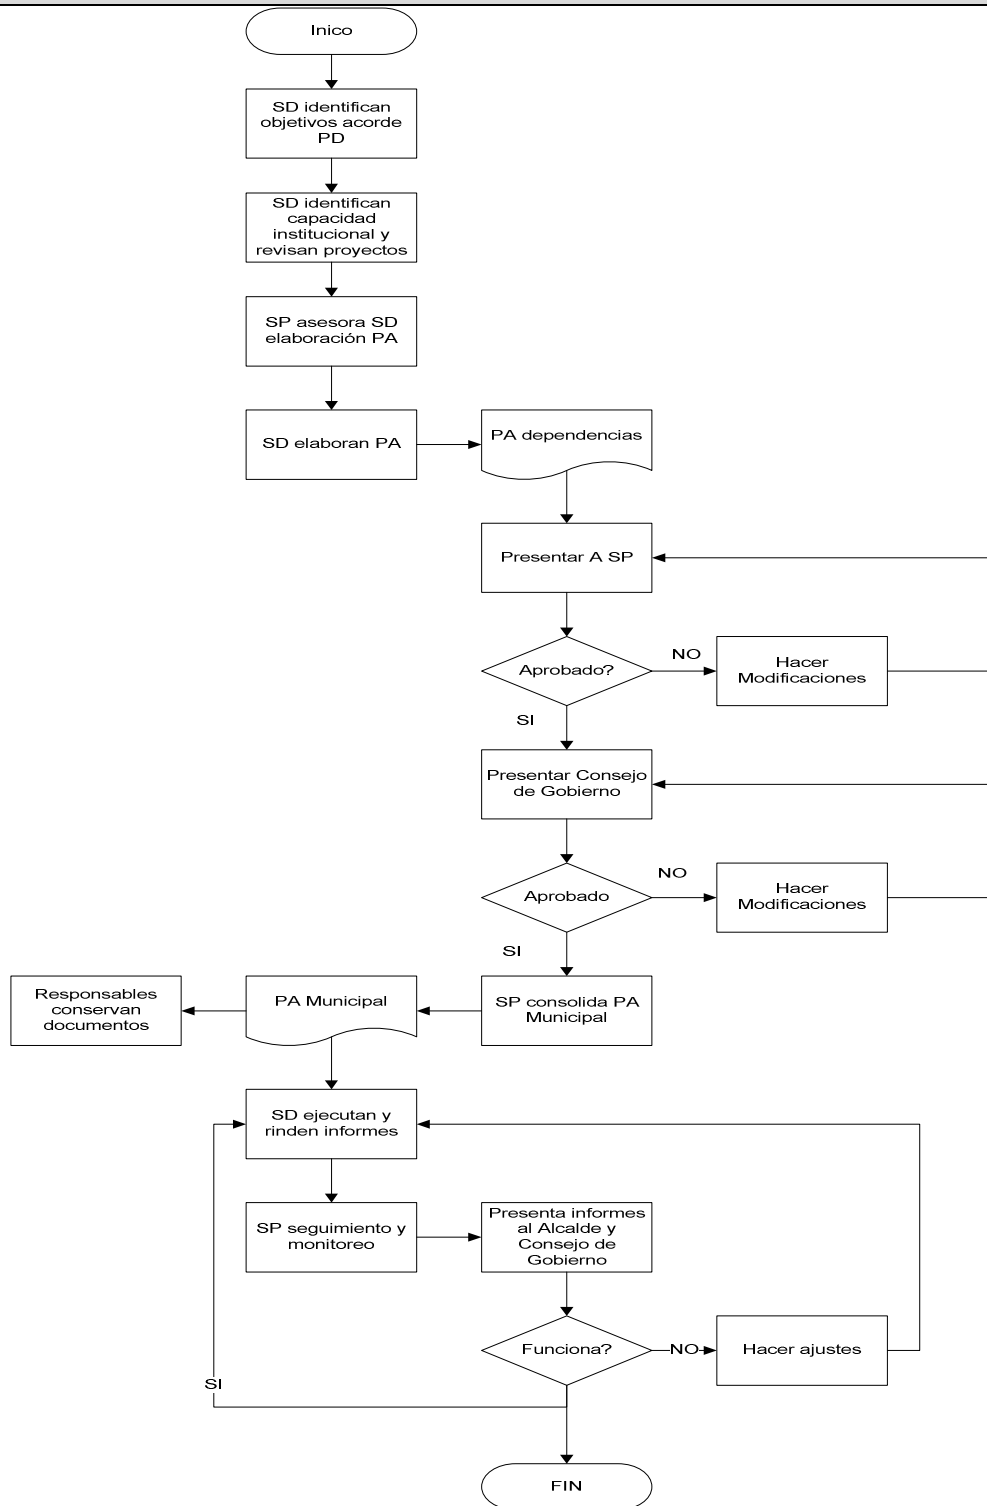 Inico
SD identifican
objetivos acorde
PD
SD identifican
capacidad
institucional y
revisan proyectos
SP asesora SD
elaboración PA
SD elaboran PA
PA dependencias
Presentar A SP
Aprobado?
NO
Hacer
Modificaciones
SI
Presentar Consejo
de Gobierno
Aprobado
NO
Hacer
Modificaciones
SI
SP consolida PA
Municipal
PA Municipal
Responsables
conservan
documentos
SD ejecutan y
rinden informes
SP seguimiento y
monitoreo
Presenta informes
al Alcalde y
Consejo de
Gobierno
Funciona?
NO
Hacer ajustes
SI
FIN